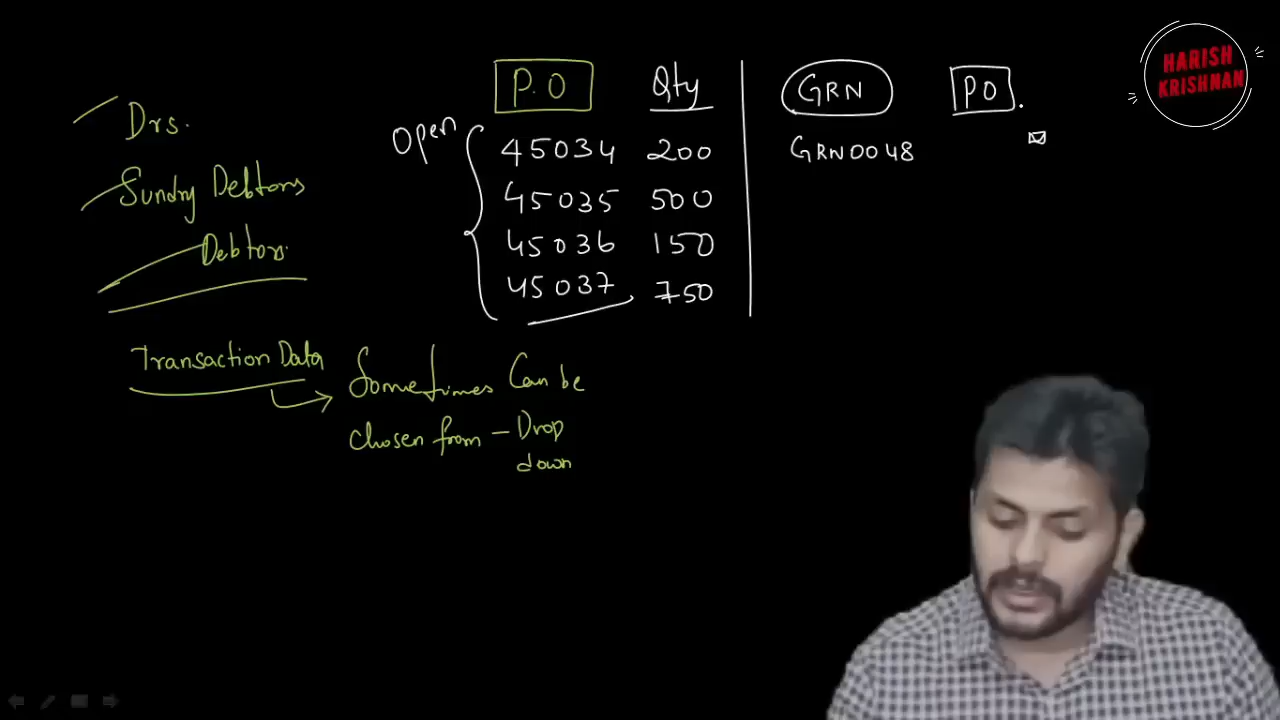 Drs.
Sundry Debtors
Debtors.
Transaction Data
Sometimes Can be
chosen from - Drop
down
Open
P.O Qty
45034 200
45035 500
45036 150
45037 750
GRN PO.
GRN0048
HARISH
KRISHNAN